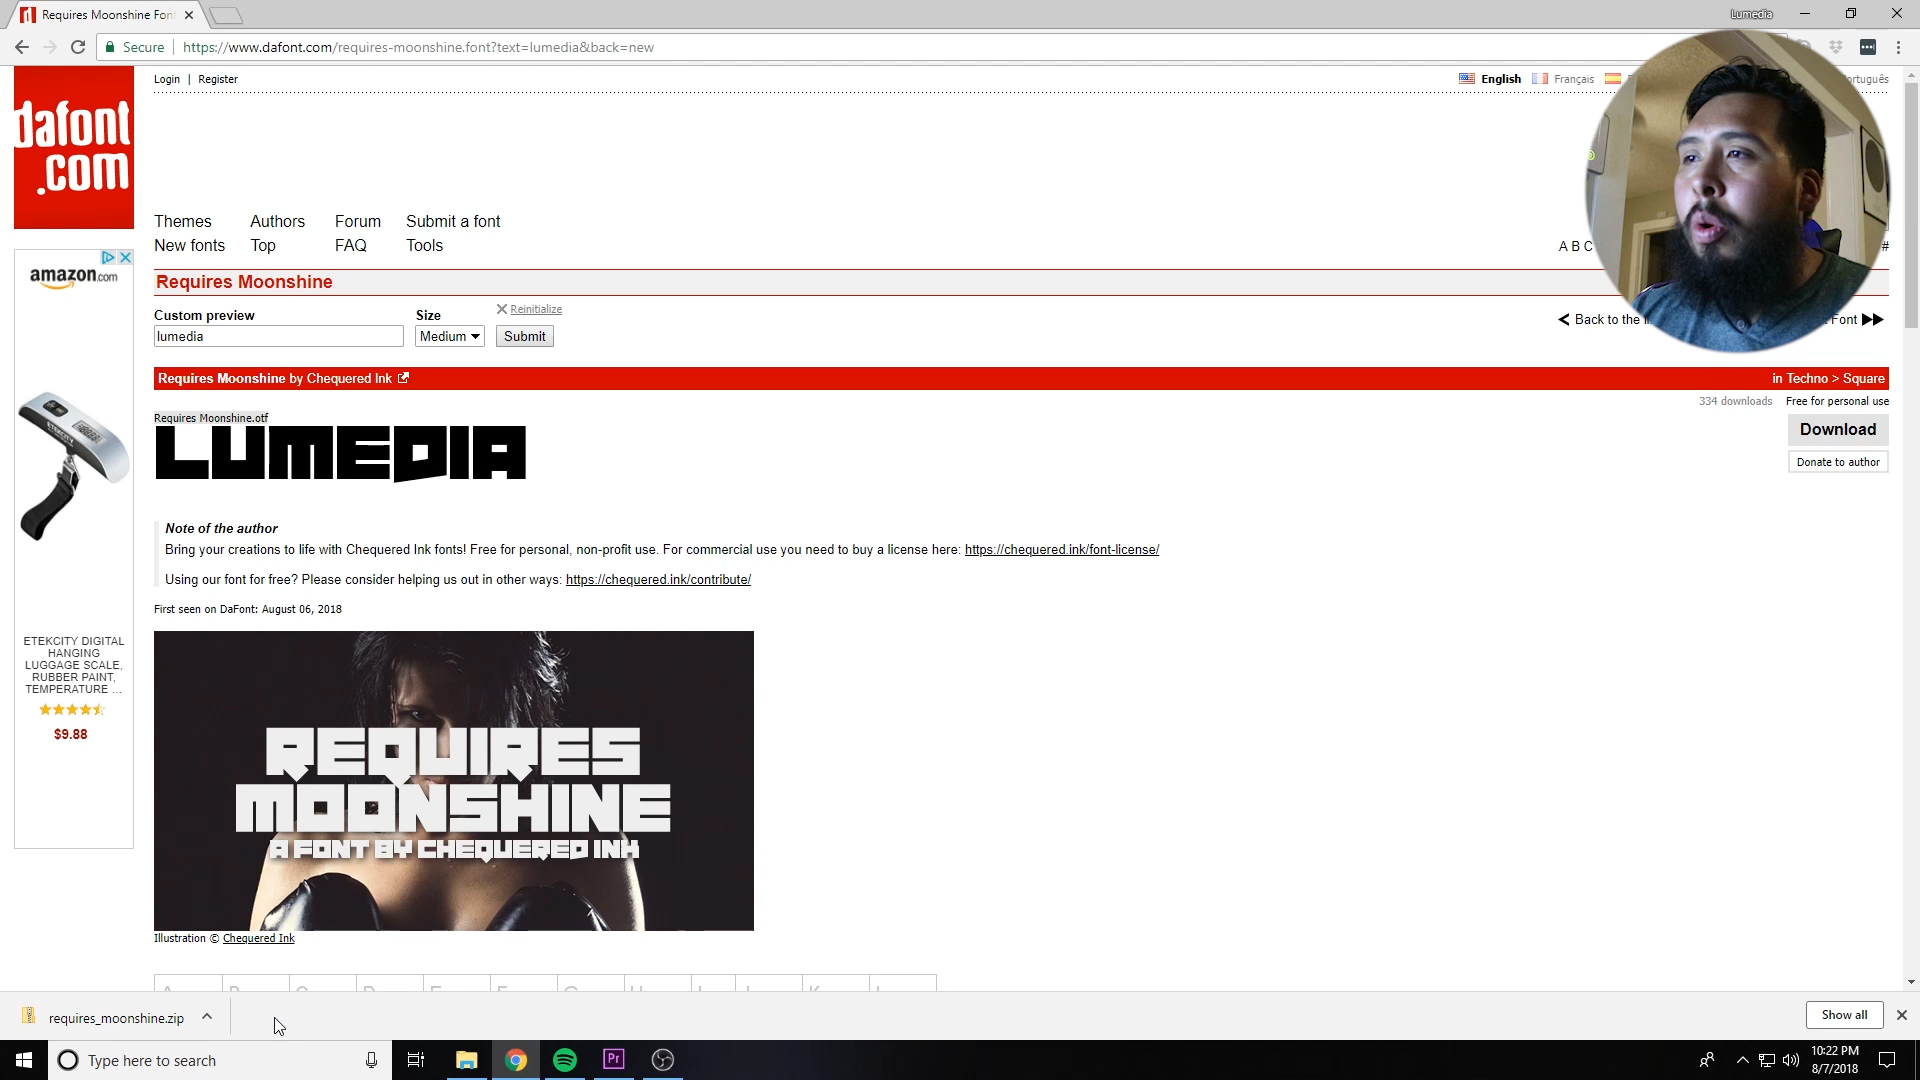 Requires Moonshine Fon
Lumedia
Secure
https://www.dafont.com/requires-moonshine.font?text=lumedia&back=new
Login | Register
English
Français
ortuguês
dafont
.com
Themes
Authors
Forum
Submit a font
New fonts
Top
FAQ
Tools
A B C
#
amazon.com
Requires Moonshine
Custom preview
Size
Reinitialize
lumedia
Medium
Submit
Back to the
Font
Requires Moonshine by Chequered Ink
in Techno > Square
334 downloads
Free for personal use
Requires Moonshine.otf
LUMEDIA
Download
Donate to author
Note of the author
Bring your creations to life with Chequered Ink fonts! Free for personal, non-profit use. For commercial use you need to buy a license here: https://chequered.ink/font-license/
Using our font for free? Please consider helping us out in other ways: https://chequered.ink/contribute/
First seen on DaFont: August 06, 2018
ETEKCITY DIGITAL
HANGING
LUGGAGE SCALE,
RUBBER PAINT,
TEMPERATURE ...
$9.88
REQUIRES
MOONSHINE
A FONT BY CHEQUERED INK
Illustration © Chequered Ink
requires_moonshine.zip
Show all
Type here to search
Pr
10:22 PM
8/7/2018